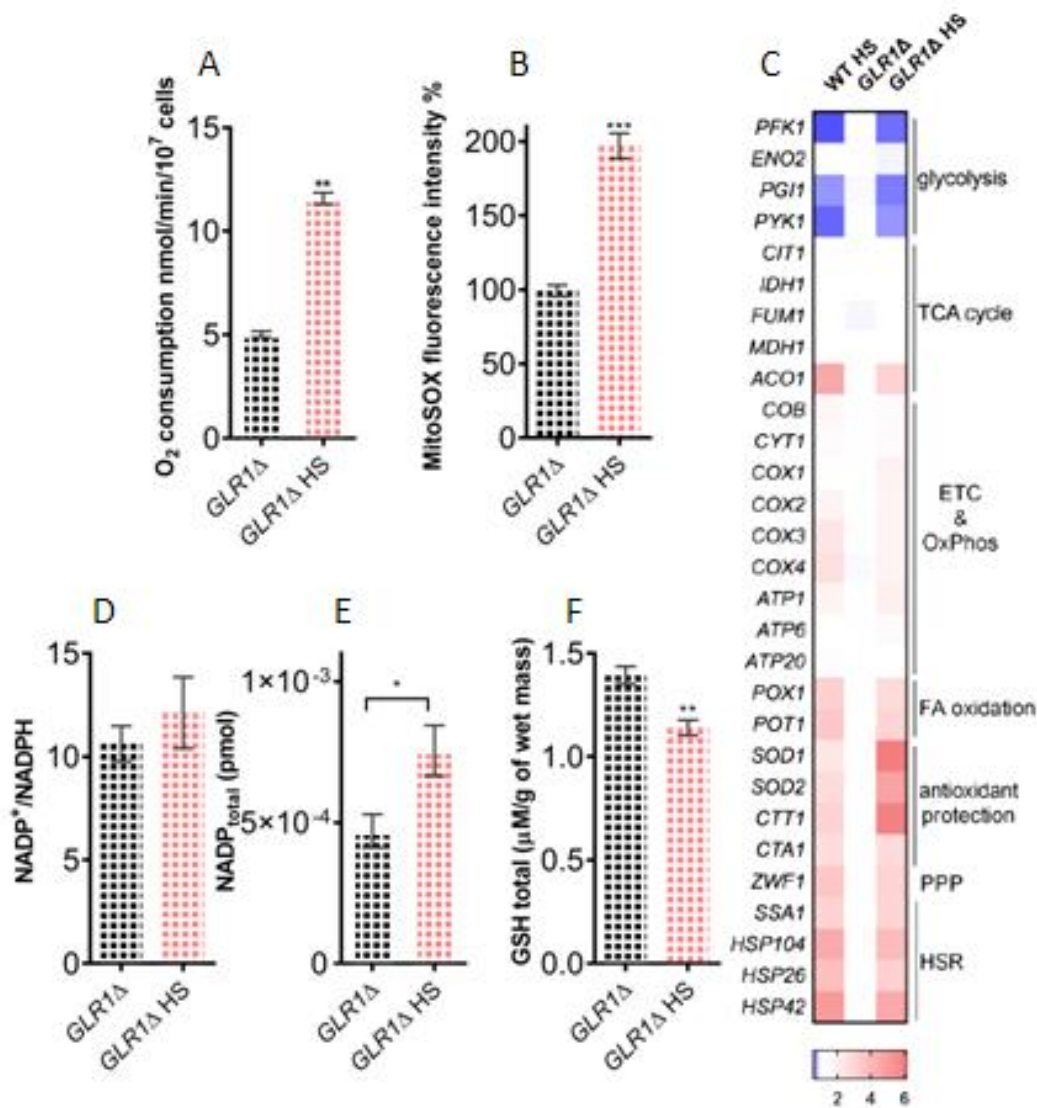 A
O₂ consumption nmol/min/10⁷ cells
15
10
5
0
GLR1Δ
GLR1Δ HS
**
B
MitoSOX fluorescence intensity %
200
150
100
50
0
GLR1Δ
GLR1Δ HS
***
C
WT HS
GLR1Δ
GLR1Δ HS
PFK1
ENO2
PGI1
PYK1
glycolysis
CIT1
IDH1
FUM1
MDH1
ACO1
TCA cycle
COB
CYT1
COX1
COX2
COX3
COX4
ATP1
ATP6
ATP20
ETC
&
OxPhos
POX1
POT1
FA oxidation
SOD1
SOD2
CTT1
CTA1
antioxidant
protection
ZWF1
PPP
SSA1
HSP104
HSP26
HSP42
HSR
2 4 6
D
NADP⁺/NADPH
15
10
5
0
GLR1Δ
GLR1Δ HS
E
NADPtotal (pmol)
1×10⁻³
5×10⁻⁴
0
*
GLR1Δ
GLR1Δ HS
F
GSH total (μM/g of wet mass)
1.5
1.0
0.5
0.0
**
GLR1Δ
GLR1Δ HS